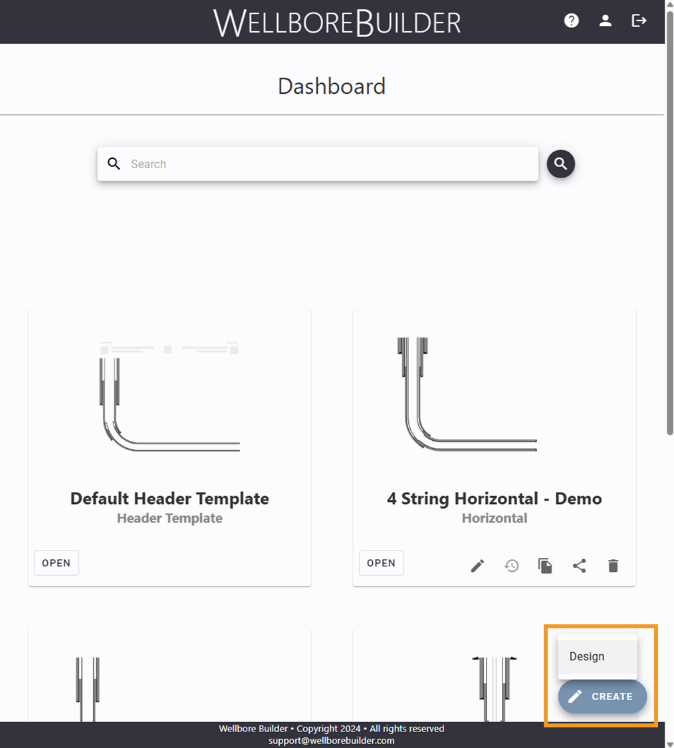 WELLBOREBUILDER
Dashboard
Search
Default Header Template
Header Template
OPEN
4 String Horizontal - Demo
Horizontal
OPEN
Design
CREATE
Wellbore Builder • Copyright 2024 • All rights reserved
support@wellborebuilder.com